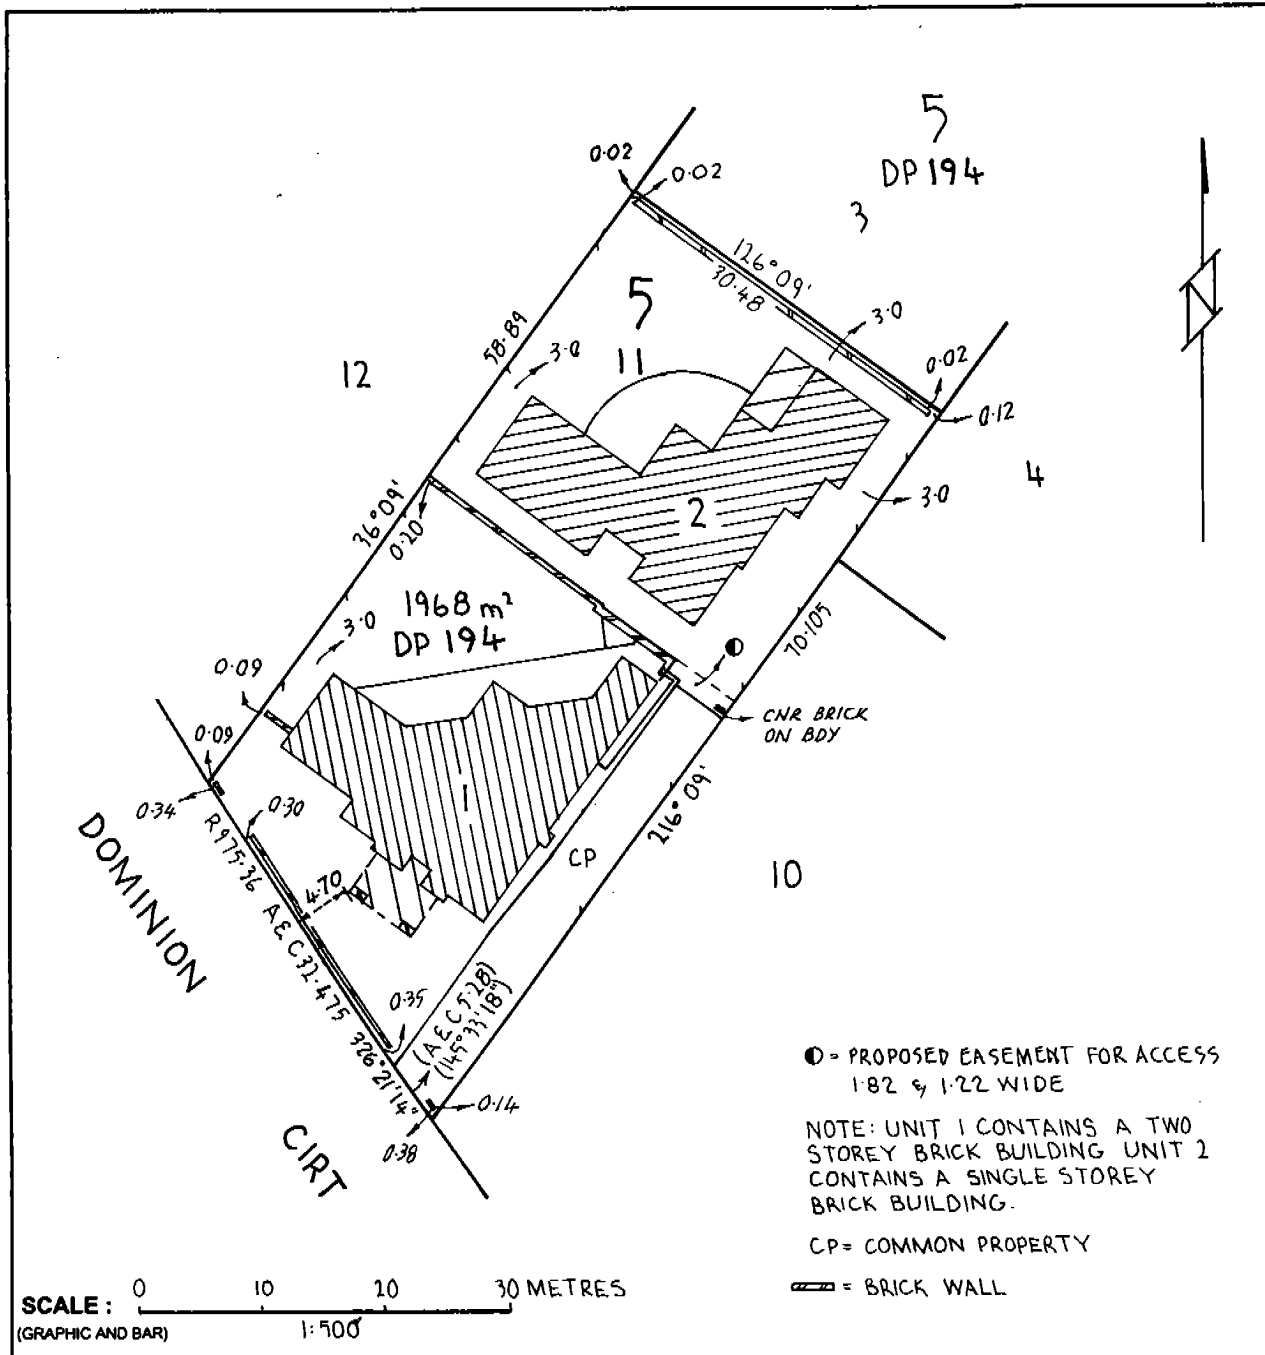 5
DP 194
3
0.02
0.02
126°09'
30.48
5
11
3.0
3.0
0.02
0.12
58.89
12
4
3.0
2
36°09'
0.20
1968 m²
DP 194
3.0
70.105
0.09
CNR BRICK
ON BDY
0.09
0.34
0.30
1
216°09'
CP
10
4.70
DOMINION
CIRT
R 975.36 A & C 32.475 326°21'14"
0.35
(A & C 5.28)
(145°33'18")
0.14
0.38
= PROPOSED EASEMENT FOR ACCESS
1.82 & 1.22 WIDE
NOTE: UNIT 1 CONTAINS A TWO
STOREY BRICK BUILDING UNIT 2
CONTAINS A SINGLE STOREY
BRICK BUILDING.
CP = COMMON PROPERTY
= BRICK WALL
0 10 20 30 METRES
SCALE :
(GRAPHIC AND BAR)
1:500